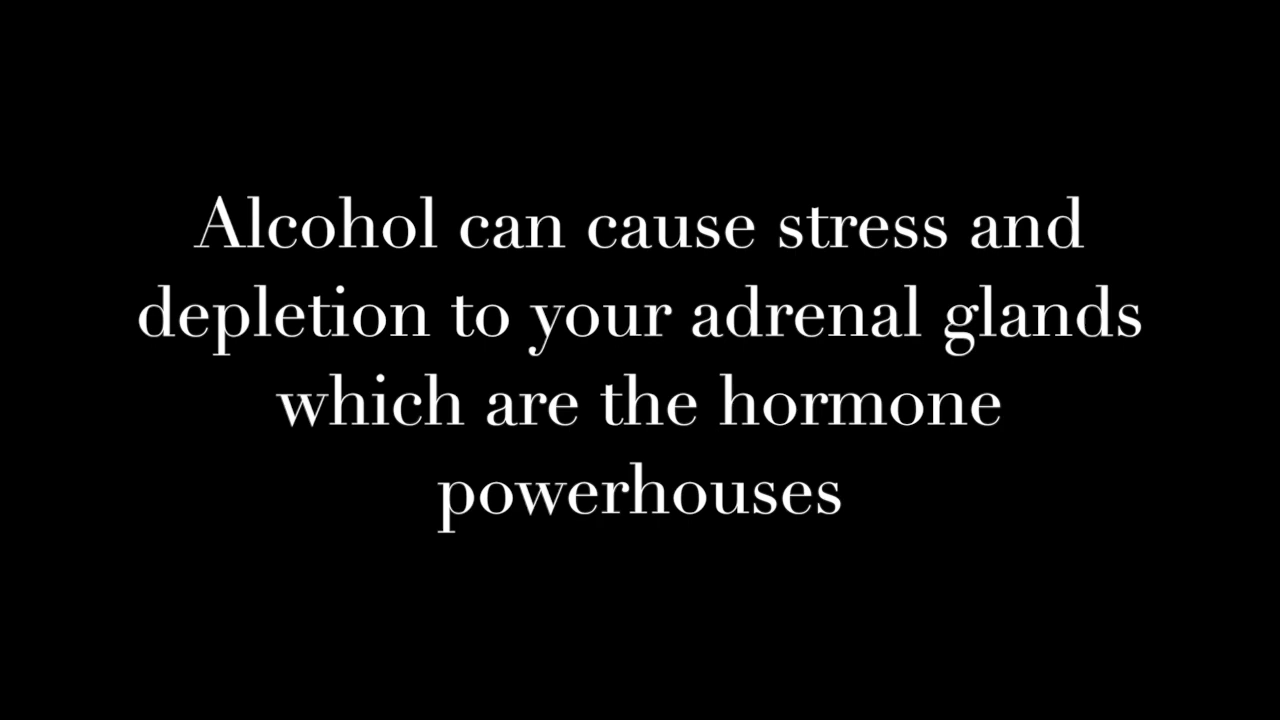 Alcohol can cause stress and
depletion to your adrenal glands
which are the hormone
powerhouses